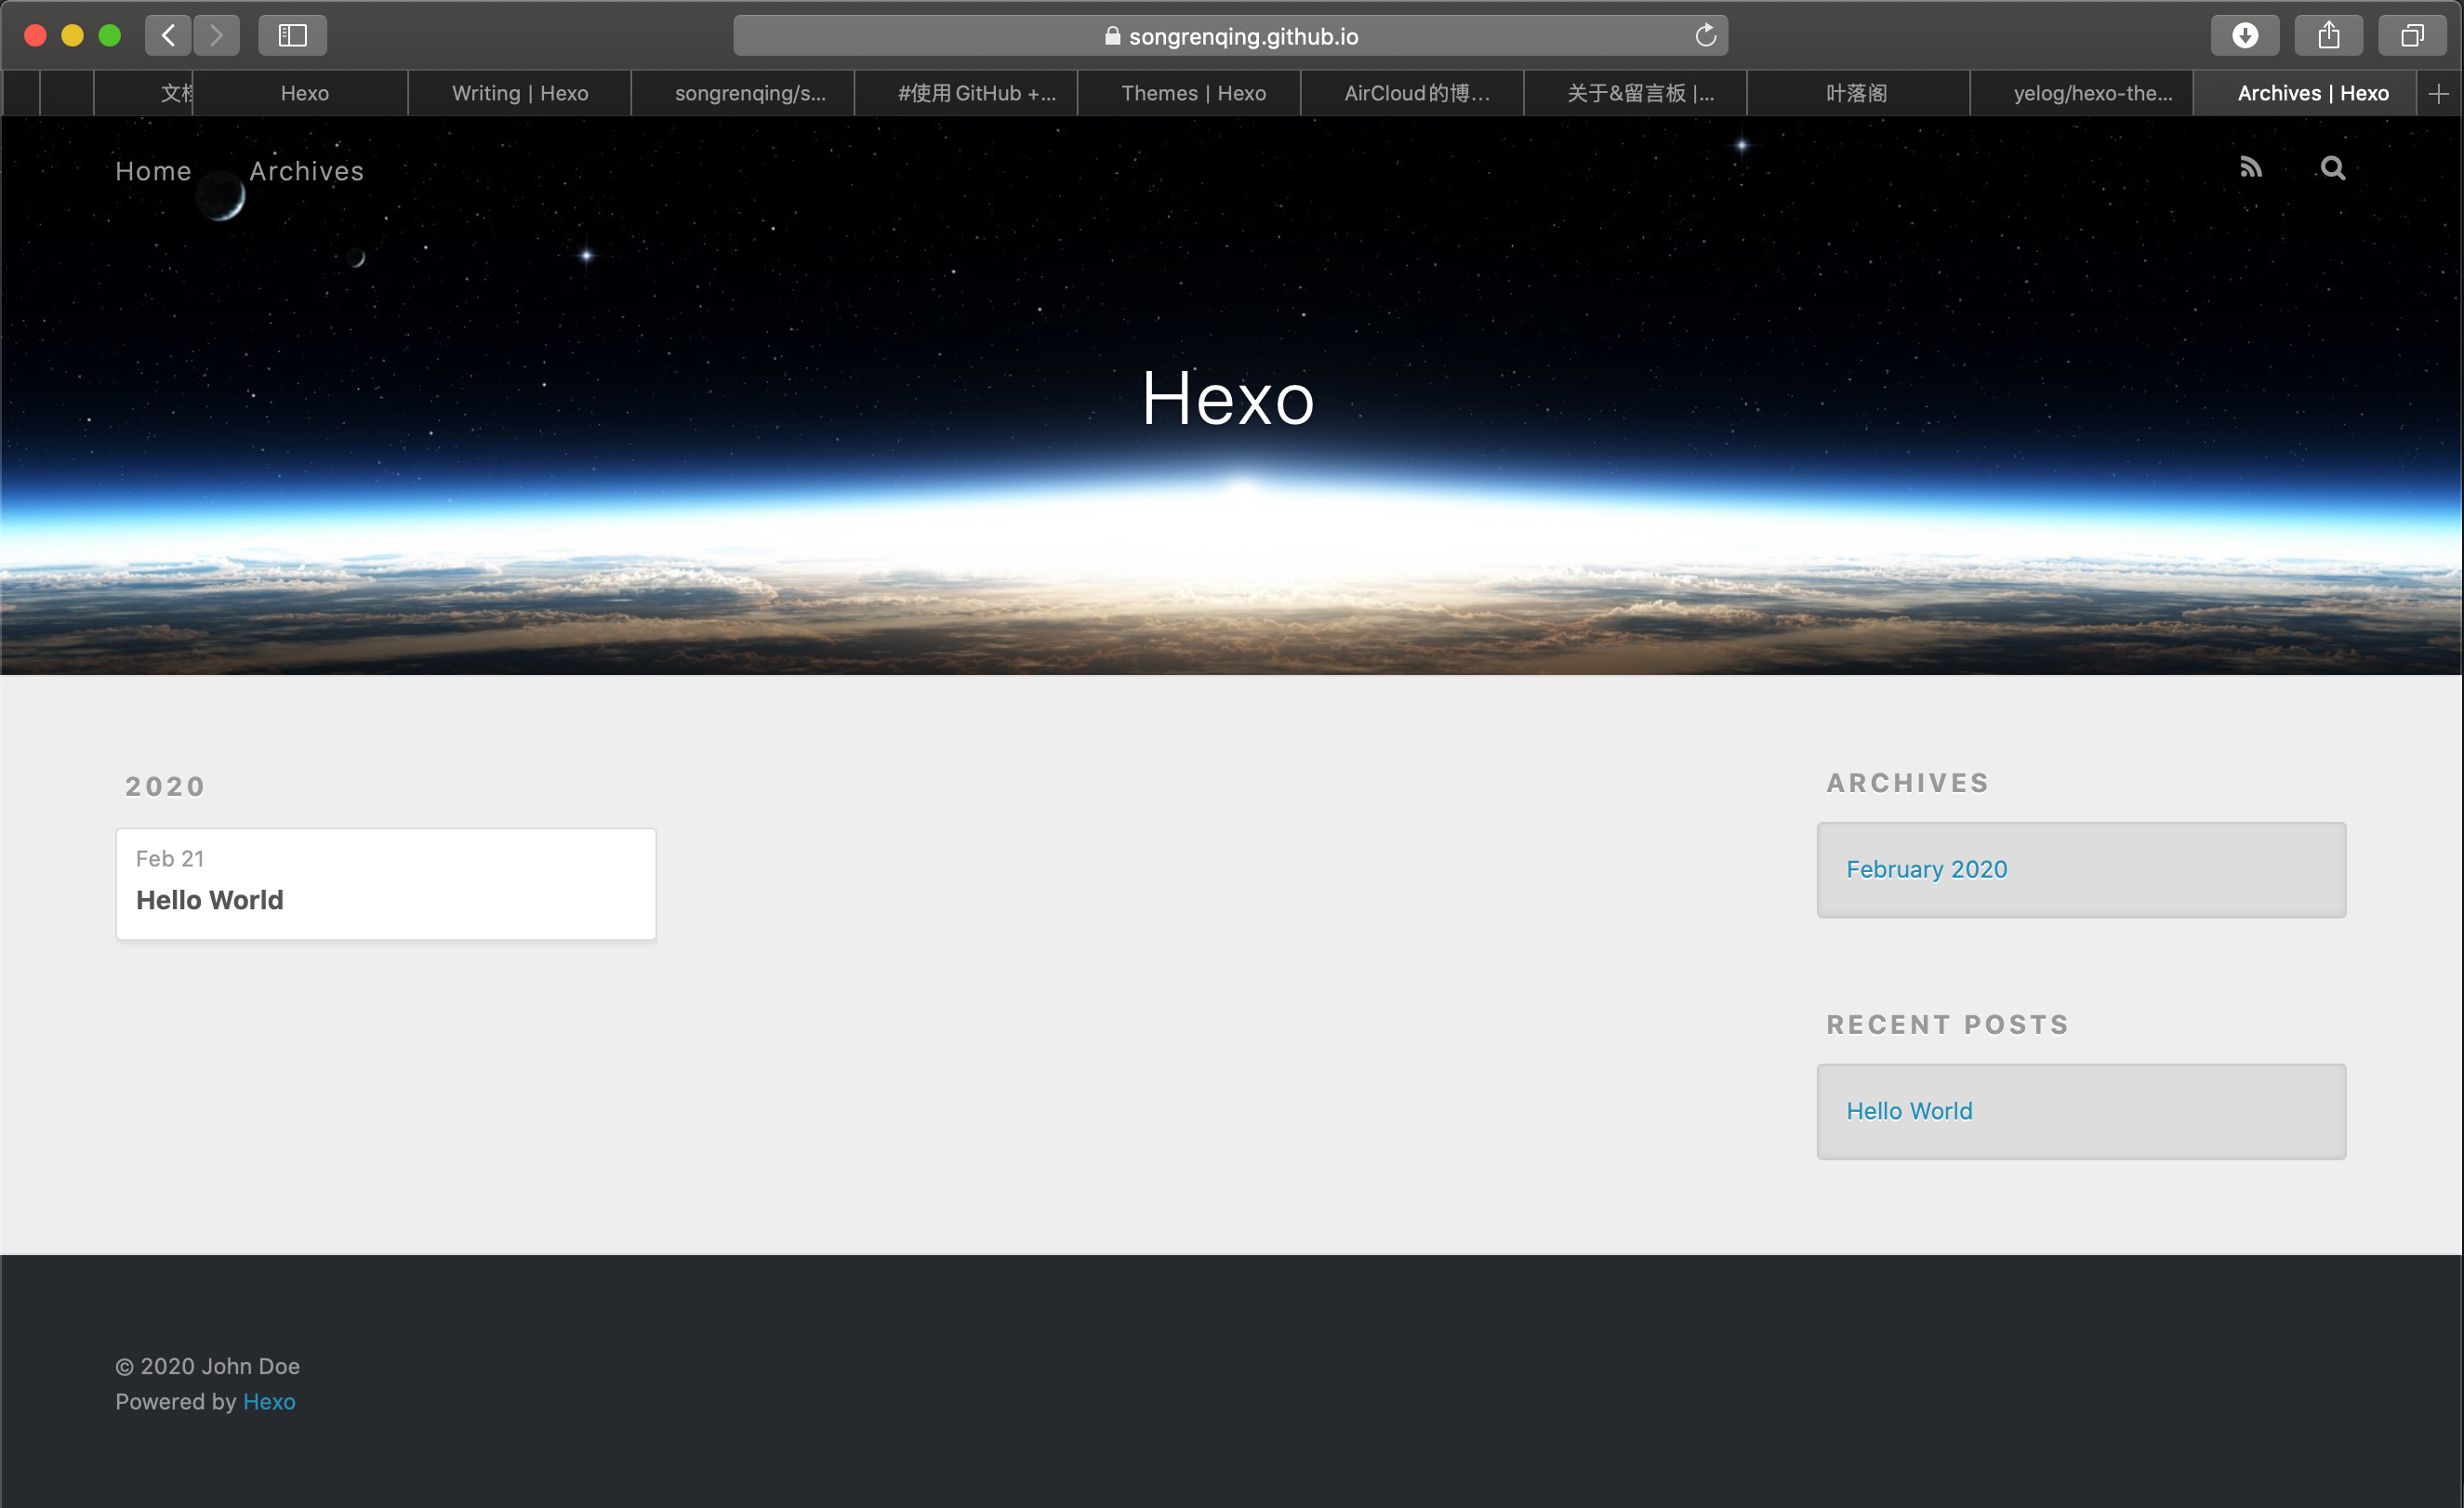 songrenqing.github.io
Hexo
Writing | Hexo
songrenqing/s...
#使用 GitHub +...
Themes | Hexo
AirCloud的博...
关于&留言板 |...
叶落阁
yelog/hexo-the...
Archives | Hexo
Home
Archives
Hexo
2020
Feb 21
Hello World
ARCHIVES
February 2020
RECENT POSTS
Hello World
© 2020 John Doe
Powered by Hexo